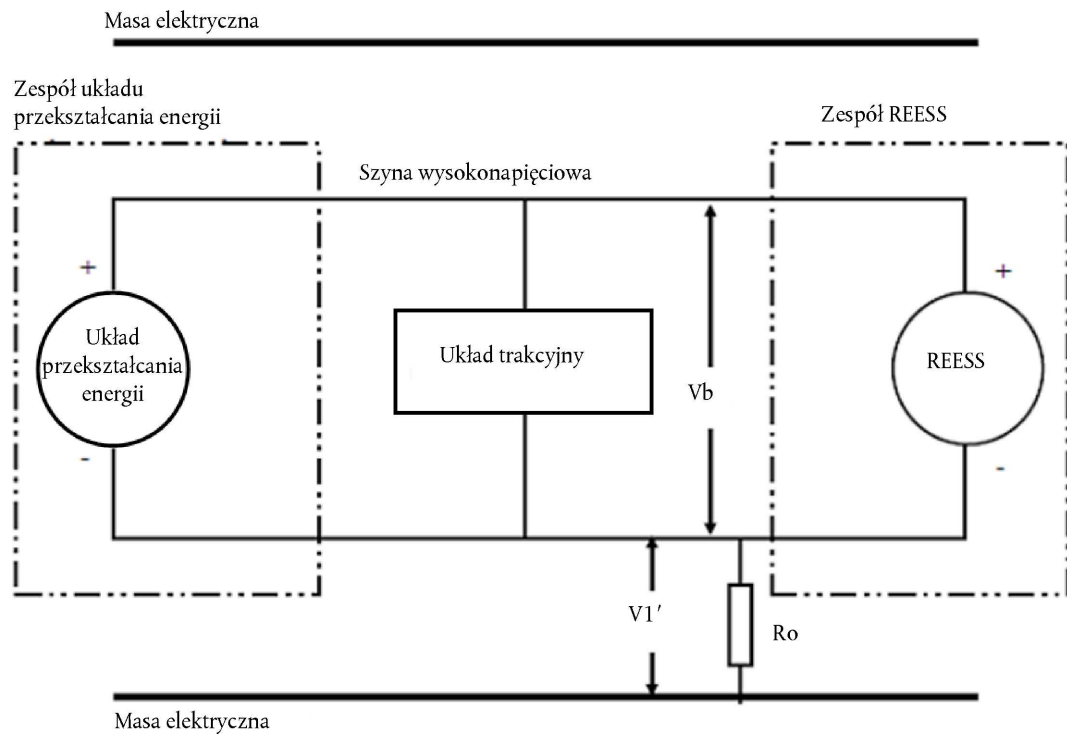 Masa elektryczna
Zespół układu
przekształcania energii
Zespół REESS
Szyna wysokonapięciowa
+
+
Układ
przekształcania
energii
Układ trakcyjny
REESS
Vb
-
-
V1′
Ro
Masa elektryczna